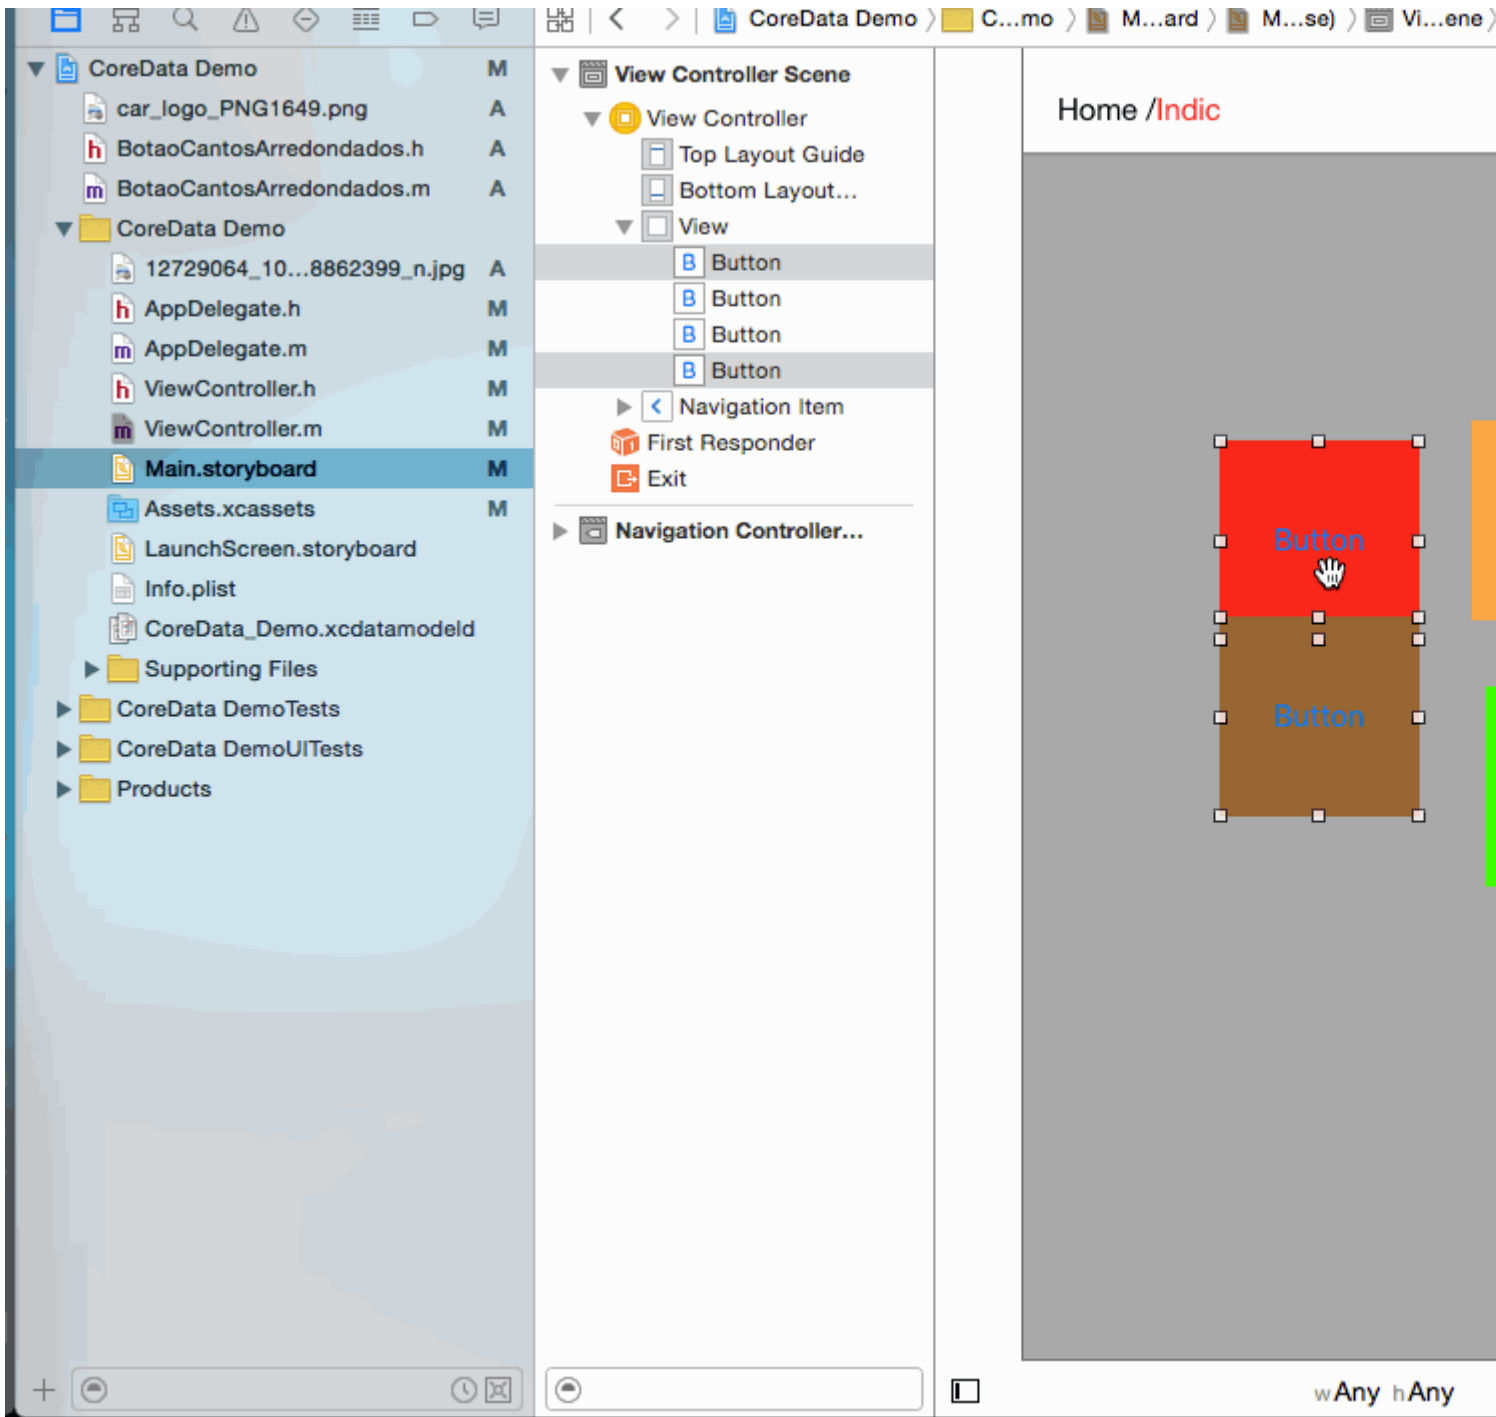 CoreData Demo C...mo M...ard M...se) Vi...ene
CoreData Demo M
car_logo_PNG1649.png A
BotaoCantosArredondados.h A
BotaoCantosArredondados.m A
CoreData Demo
12729064_10...8862399_n.jpg A
AppDelegate.h M
AppDelegate.m M
ViewController.h M
ViewController.m M
Main.storyboard M
Assets.xcassets M
LaunchScreen.storyboard
Info.plist
CoreData_Demo.xcdatamodeld
Supporting Files
CoreData DemoTests
CoreData DemoUITests
Products
View Controller Scene
View Controller
Top Layout Guide
Bottom Layout...
View
B Button
B Button
B Button
B Button
Navigation Item
First Responder
Exit
Navigation Controller...
Home /Indic
Button
Button
wAny hAny